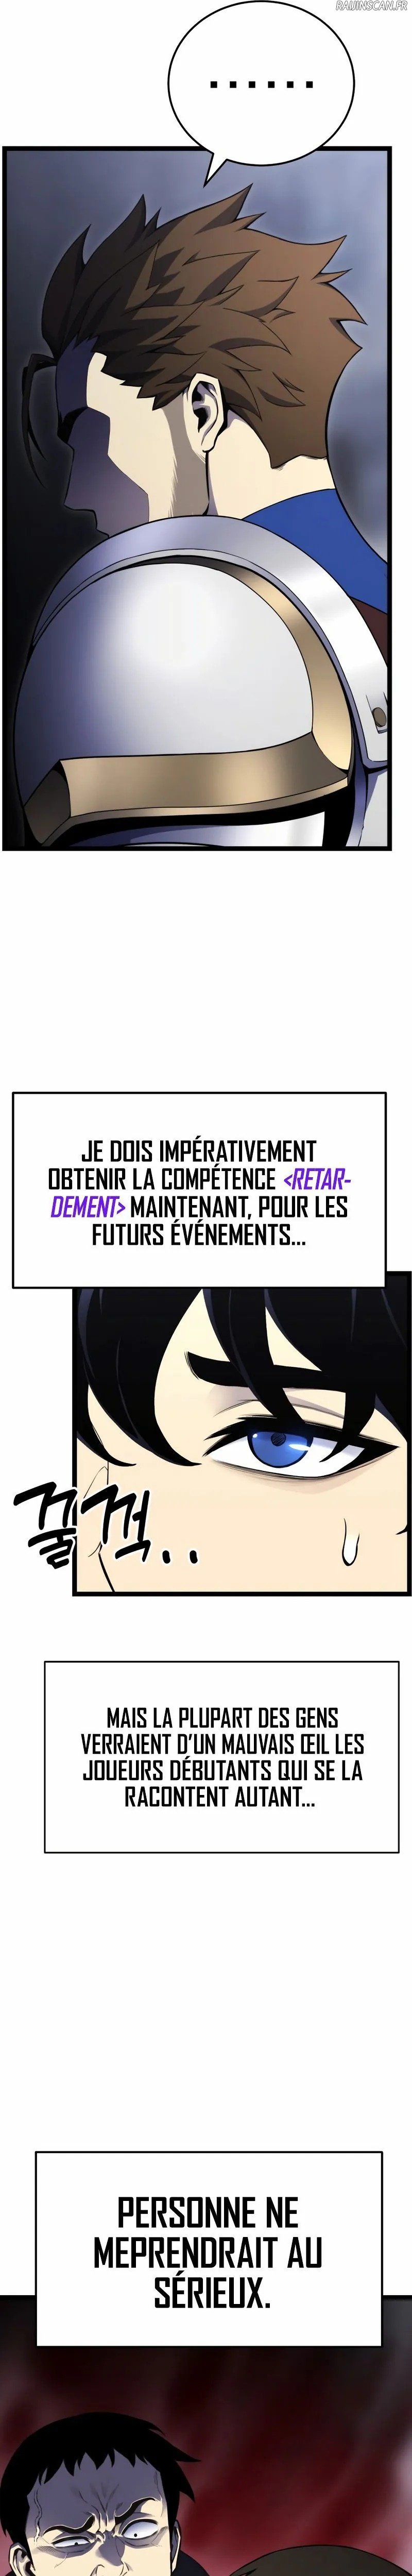 RAIJINSCAN.FR
......
JE DOIS IMPÉRATIVEMENT
OBTENIR LA COMPÉTENCE <RETAR-
DEMENT> MAINTENANT, POUR LES
FUTURS ÉVÉNEMENTS...
꿀꺽..
MAIS LA PLUPART DES GENS
VERRAIENT D'UN MAUVAIS ŒIL LES
JOUEURS DÉBUTANTS QUI SE LA
RACONTENT AUTANT...
PERSONNE NE
MEPRENDRAIT AU
SÉRIEUX.